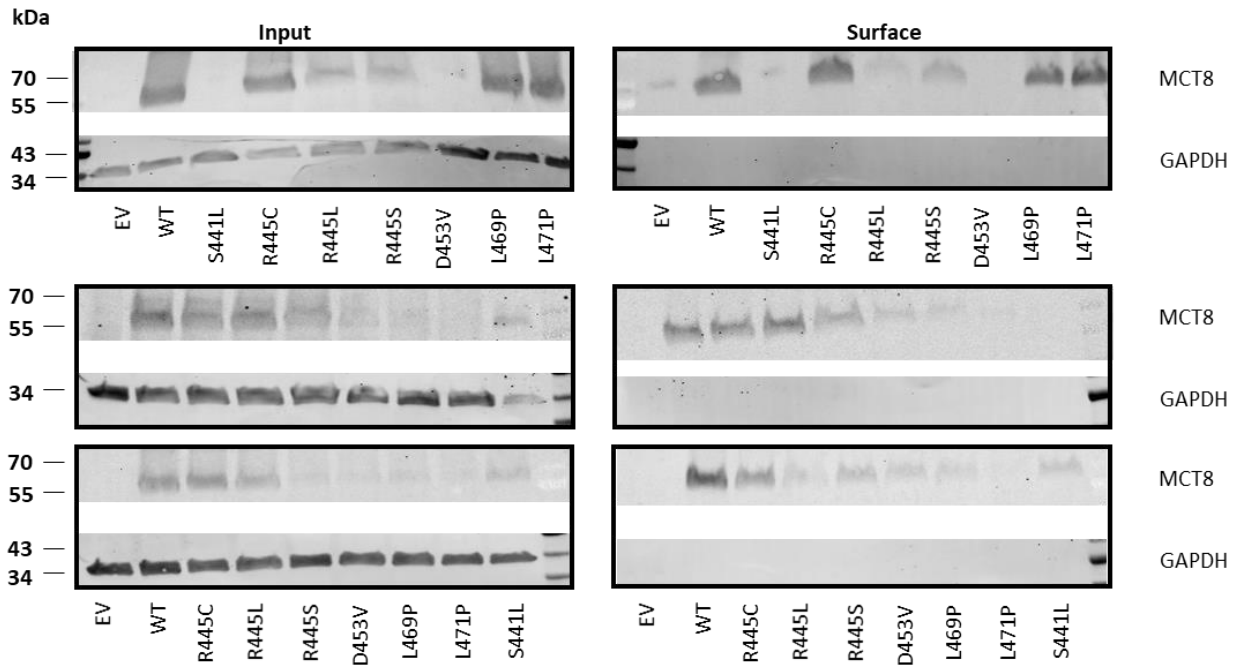 kDa
Input Surface
70
55
MCT8
43
34
GAPDH
EV WT S441L R445C R445L R445S D453V L469P L471P
EV WT S441L R445C R445L R445S D453V L469P L471P
70
55
MCT8
34
GAPDH
70
55
MCT8
43
34
GAPDH
EV WT R445C R445L R445S D453V L469P L471P S441L
EV WT R445C R445L R445S D453V L469P L471P S441L